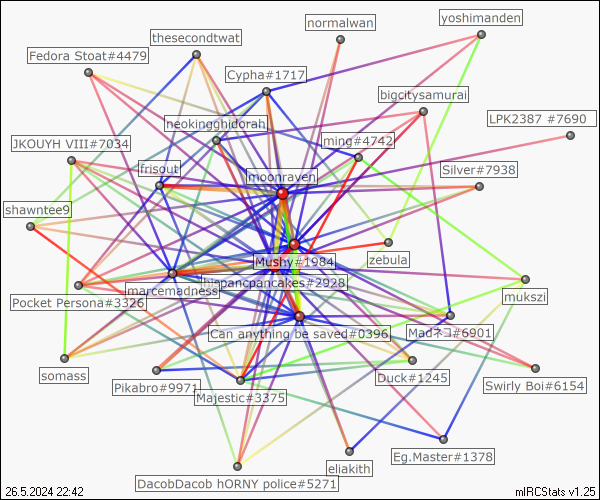 yoshimanden
normalwan
thesecondtwat
Fedora Stoat#4479
Cypha#1717
bigcitysamurai
LPK2387 #7690
neokingghidorah
JKOUYH VIII#7034
ming#4742
frisout
moonraven
Silver#7938
shawntee9
Mushy#1984
zebula
hispancpancakes#2928
marcemadness
Pocket Persona#3326
mukszi
Can anything be saved#0396
Madネコ#6901
somass
Pikabro#9971
Duck#1245
Swirly Boi#6154
Majestic#3375
Eg.Master#1378
eliakith
DacobDacob hORNY police#5271
26.5.2024 22:42
mIRCStats v1.25